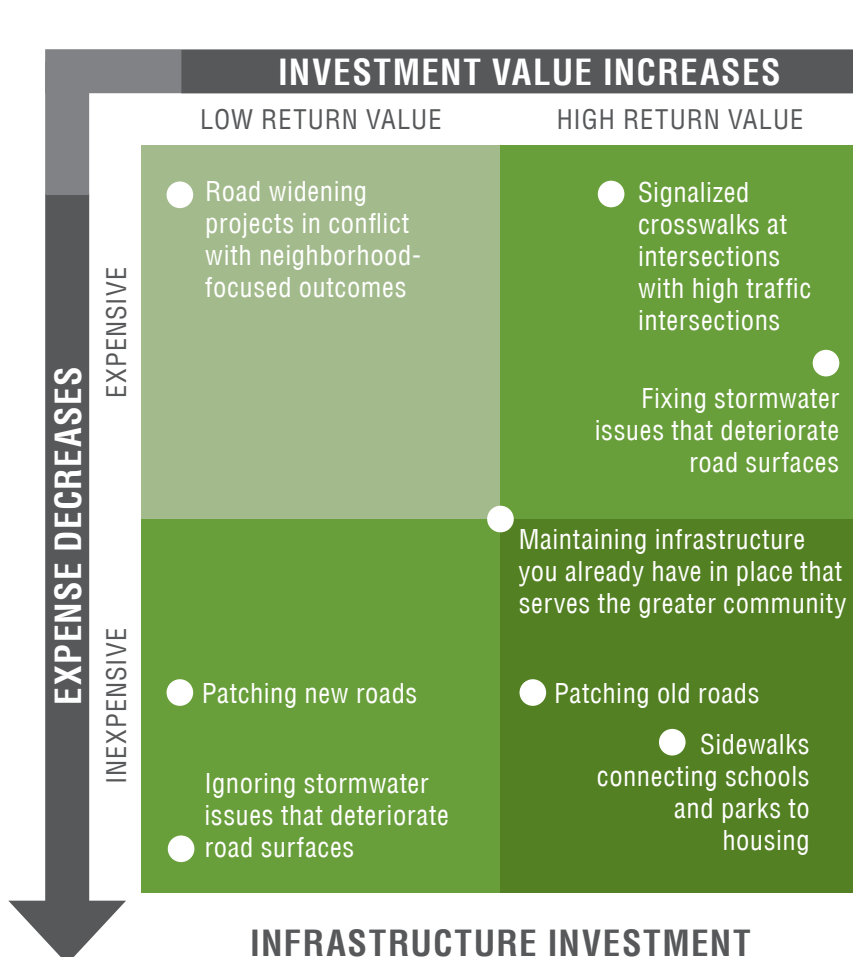 INVESTMENT VALUE INCREASES
LOW RETURN VALUE
HIGH RETURN VALUE
EXPENSE DECREASES
EXPENSIVE
Road widening
projects in conflict
with neighborhood-
focused outcomes
Signalized
crosswalks at
intersections
with high traffic
intersections
Fixing stormwater
issues that deteriorate
road surfaces
Maintaining infrastructure
you already have in place that
serves the greater community
INEXPENSIVE
Patching new roads
Ignoring stormwater
issues that deteriorate
road surfaces
Patching old roads
Sidewalks
connecting schools
and parks to
housing
INFRASTRUCTURE INVESTMENT